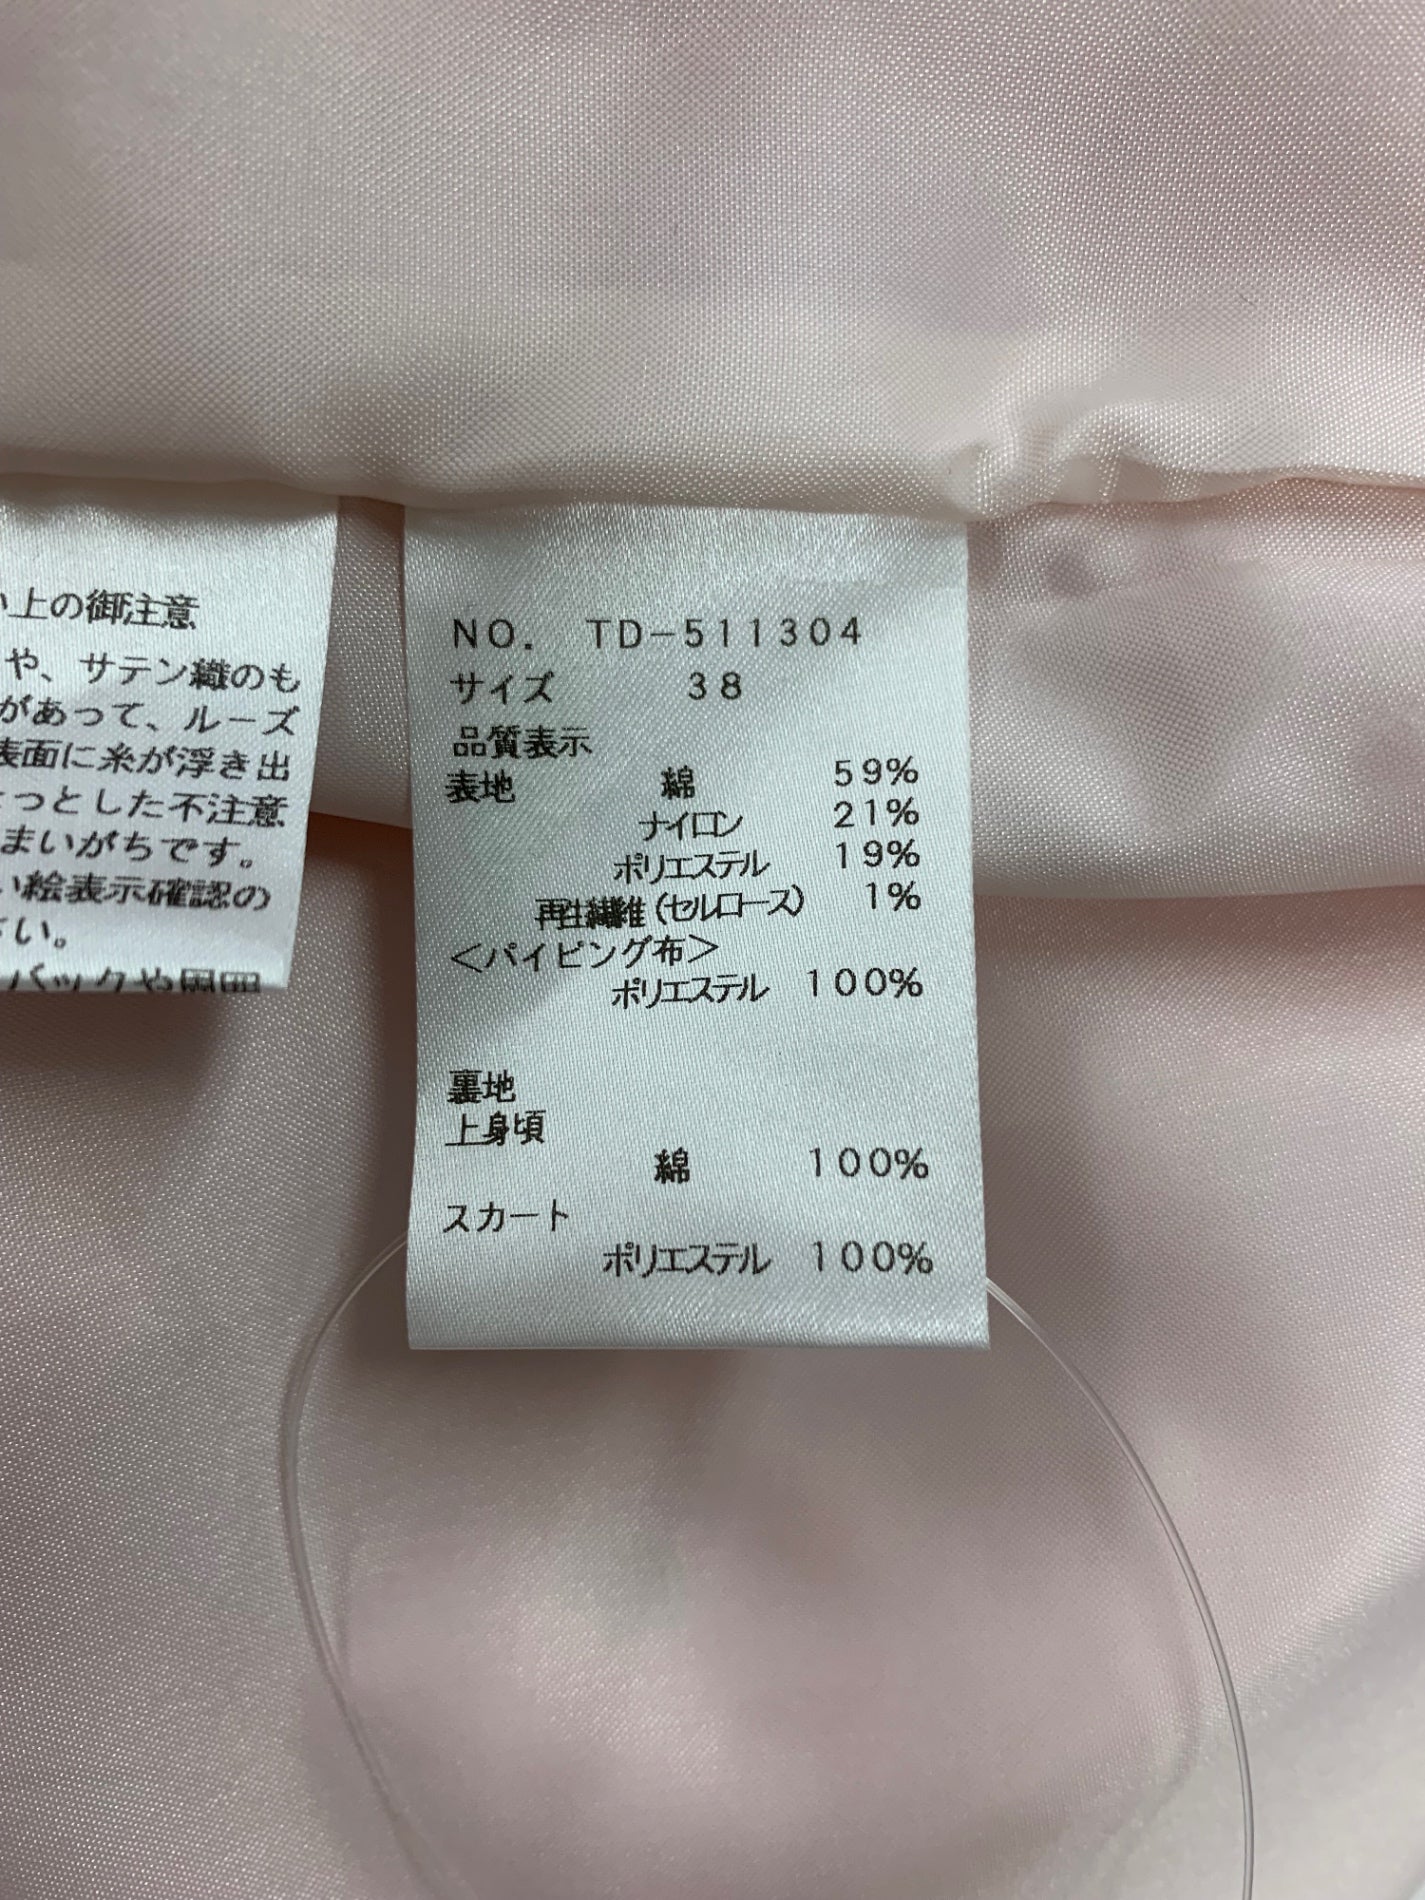 い上の御注意
や、サテン織のも
があって、ルーズ
表面に糸が浮き出
っとした不注意
まいがちです。
い絵表示確認の
さい。
バックや
NO. TD-511304
サイズ 38
品質表示
表地 綿 59%
ナイロン 21%
ポリエステル 19%
再生繊維(セルロース) 1%
<パイピング布>
ポリエステル 100%
裏地
上身頃
綿 100%
スカート
ポリエステル 100%